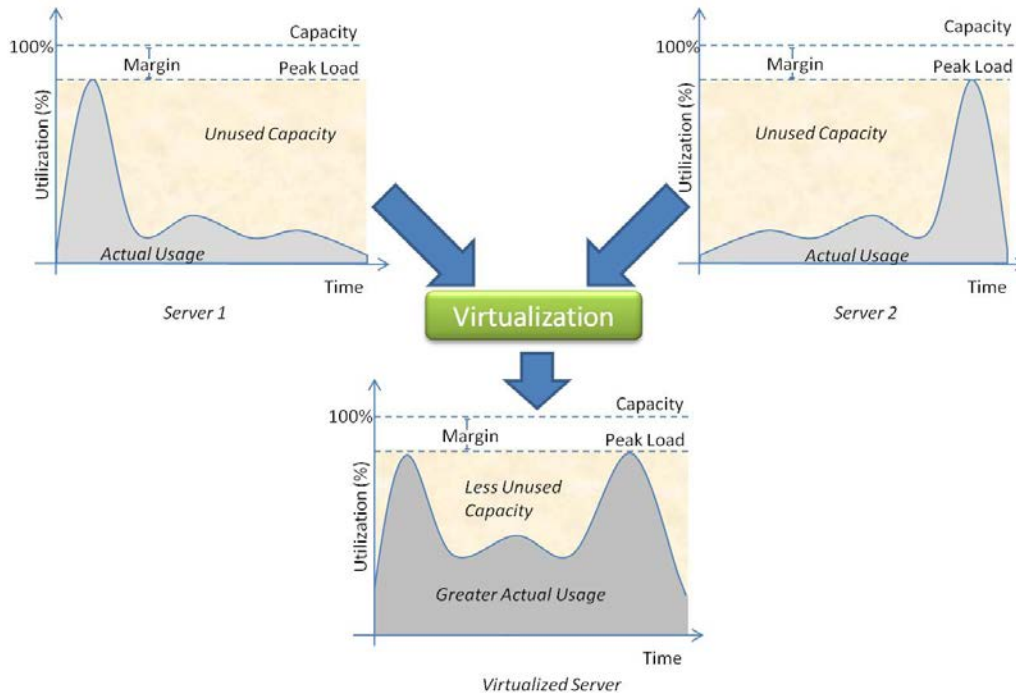 Capacity
100%
Margin
Peak Load
Unused Capacity
Utilization (%)
Actual Usage
Time
Server 1
Capacity
100%
Margin
Peak Load
Unused Capacity
Utilization (%)
Actual Usage
Time
Server 2
Virtualization
Capacity
100%
Margin
Peak Load
Less Unused
Capacity
Utilization (%)
Greater Actual Usage
Time
Virtualized Server